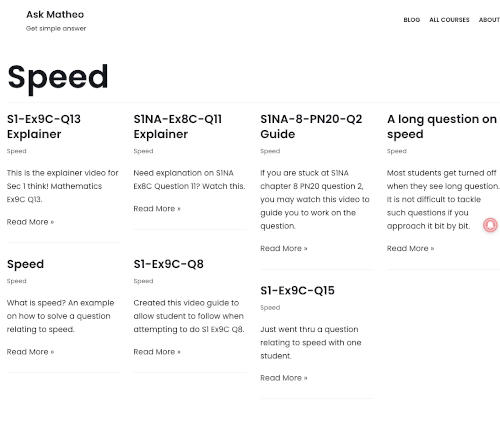 Ask Matheo
Get simple answer
BLOG ALL COURSES ABOUT
Speed
S1-Ex9C-Q13
Explainer
Speed
This is the explainer video for
Sec 1 think! Mathematics
Ex9C Q13.
Read More »
S1NA-Ex8C-Q11
Explainer
Speed
Need explanation on S1NA
Ex8C Question 11? Watch this.
Read More »
S1NA-8-PN20-Q2
Guide
Speed
If you are stuck at S1NA
chapter 8 PN20 question 2,
you may watch this video to
guide you to work on the
question.
Read More »
A long question on
speed
Speed
Most students get turned off
when they see long question.
It is not difficult to tackle
such questions if you
approach it bit by bit.
Read More »
Speed
Speed
What is speed? An example
on how to solve a question
relating to speed.
Read More »
S1-Ex9C-Q8
Speed
Created this video guide to
allow student to follow when
attempting to do S1 Ex9C Q8.
Read More »
S1-Ex9C-Q15
Speed
Just went thru a question
relating to speed with one
student.
Read More »